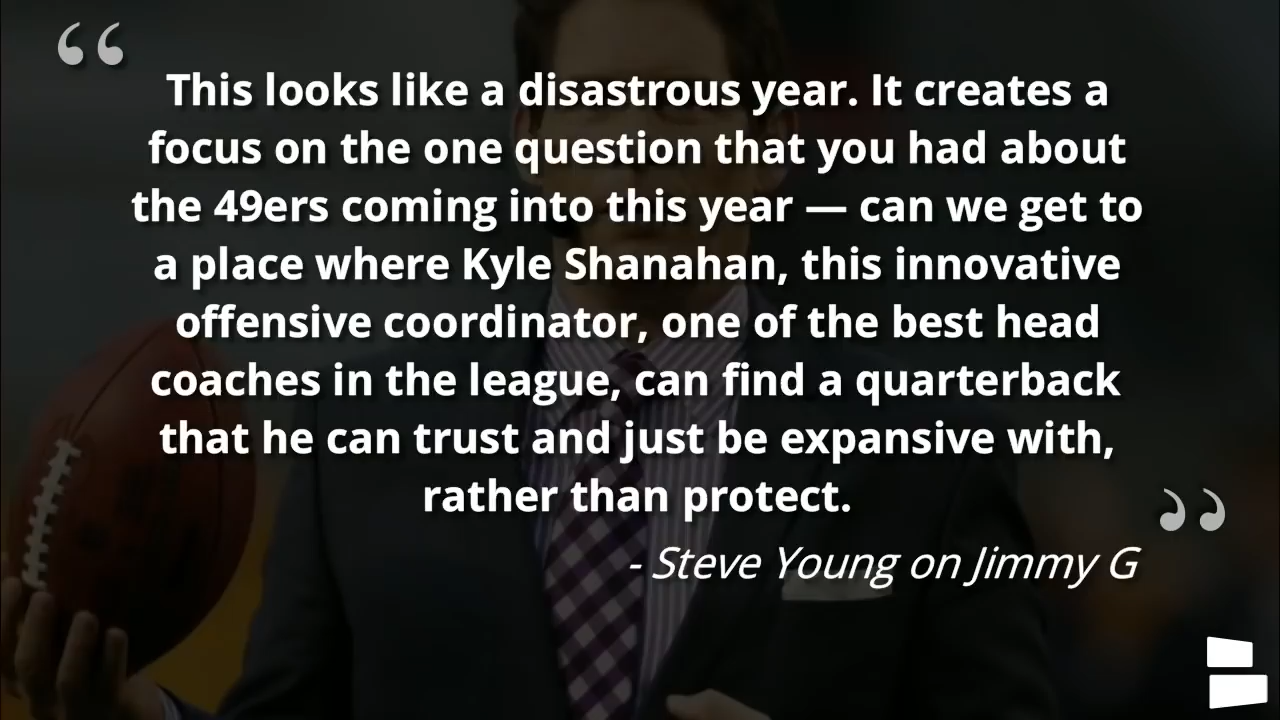 “
This looks like a disastrous year. It creates a
focus on the one question that you had about
the 49ers coming into this year — can we get to
a place where Kyle Shanahan, this innovative
offensive coordinator, one of the best head
coaches in the league, can find a quarterback
that he can trust and just be expansive with,
rather than protect.
”
- Steve Young on Jimmy G